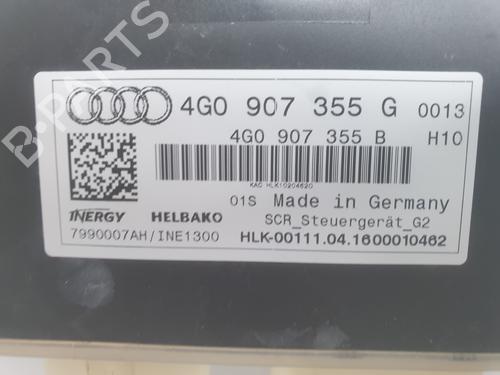 B-PARTS
4G0 907 355 G 0013
4G0 907 355 B H10
KAC HLK10204620
01S Made in Germany
INERGY HELBAKO SCR_Steuergerät_G2
7990007AH/INE1300 HLK-00111.04.1600010462